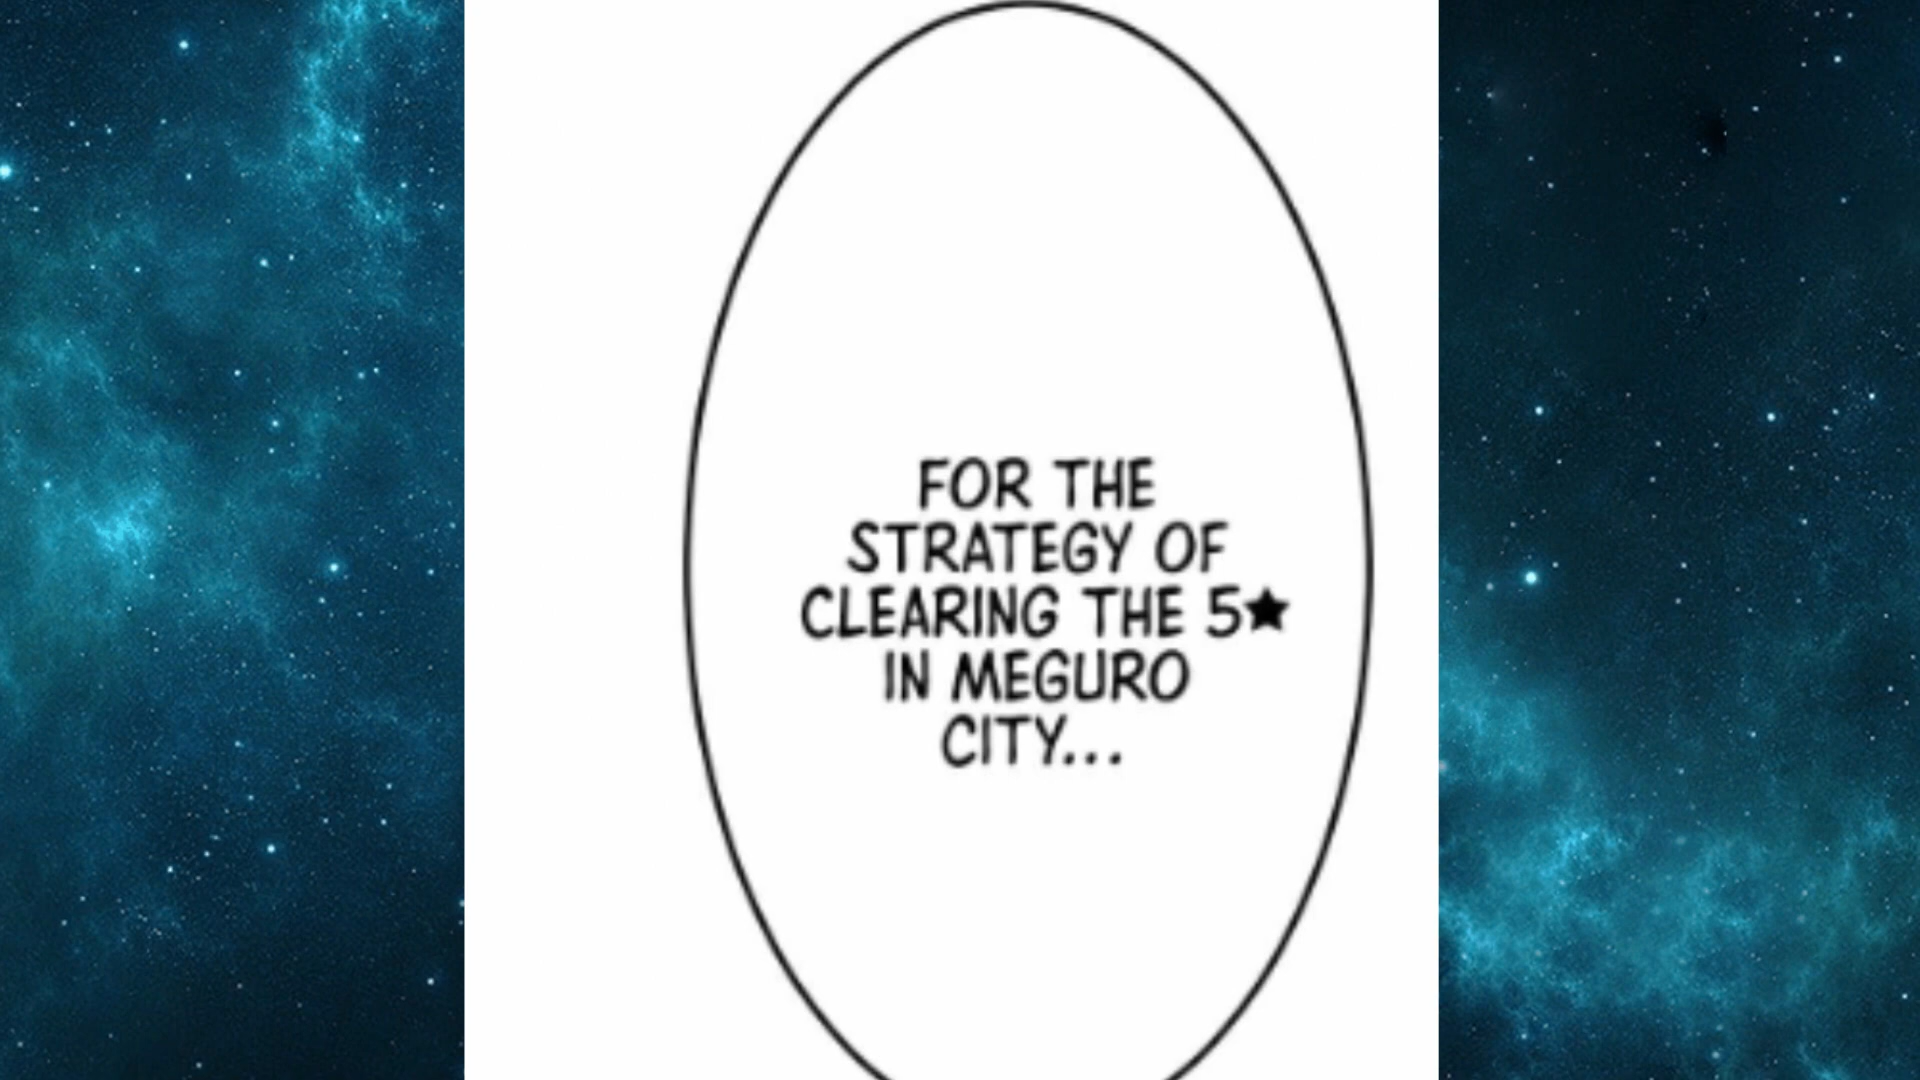 FOR THE
STRATEGY OF
CLEARING THE 5★
IN MEGURO
CITY...